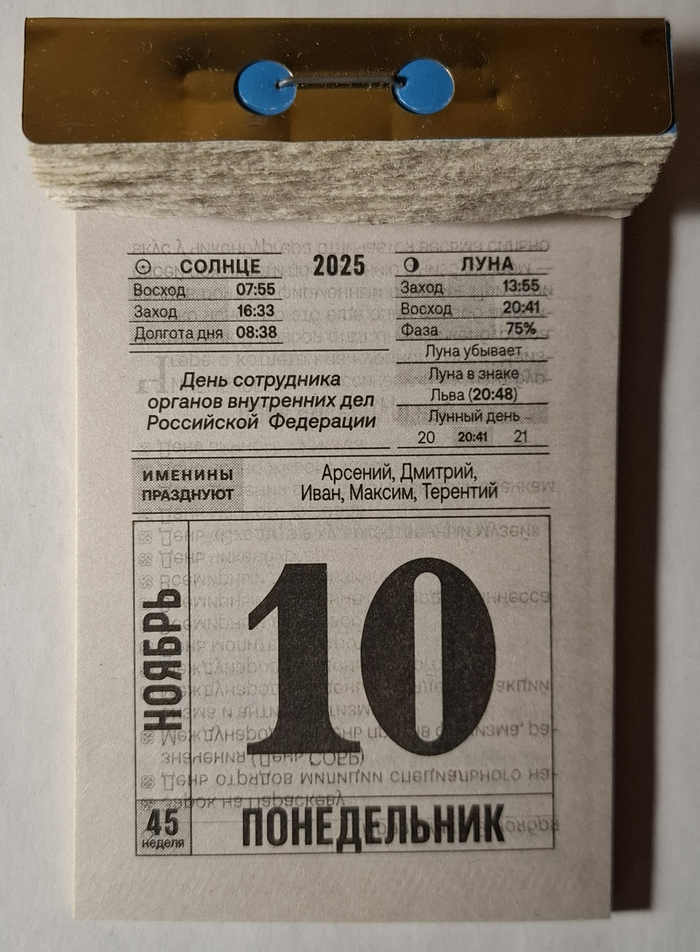 СОЛНЦЕ
Восход 07:55
Заход 16:33
Долгота дня 08:38
2025
ЛУНА
Заход 13:55
Восход 20:41
Фаза 75%
Луна убывает
Луна в знаке
Льва (20:48)
Лунный день
20 20:41 21
День сотрудника
органов внутренних дел
Российской Федерации
ИМЕНИНЫ
ПРАЗДНУЮТ
Арсений, Дмитрий,
Иван, Максим, Терентий
НОЯБРЬ
10
45
неделя
ПОНЕДЕЛЬНИК